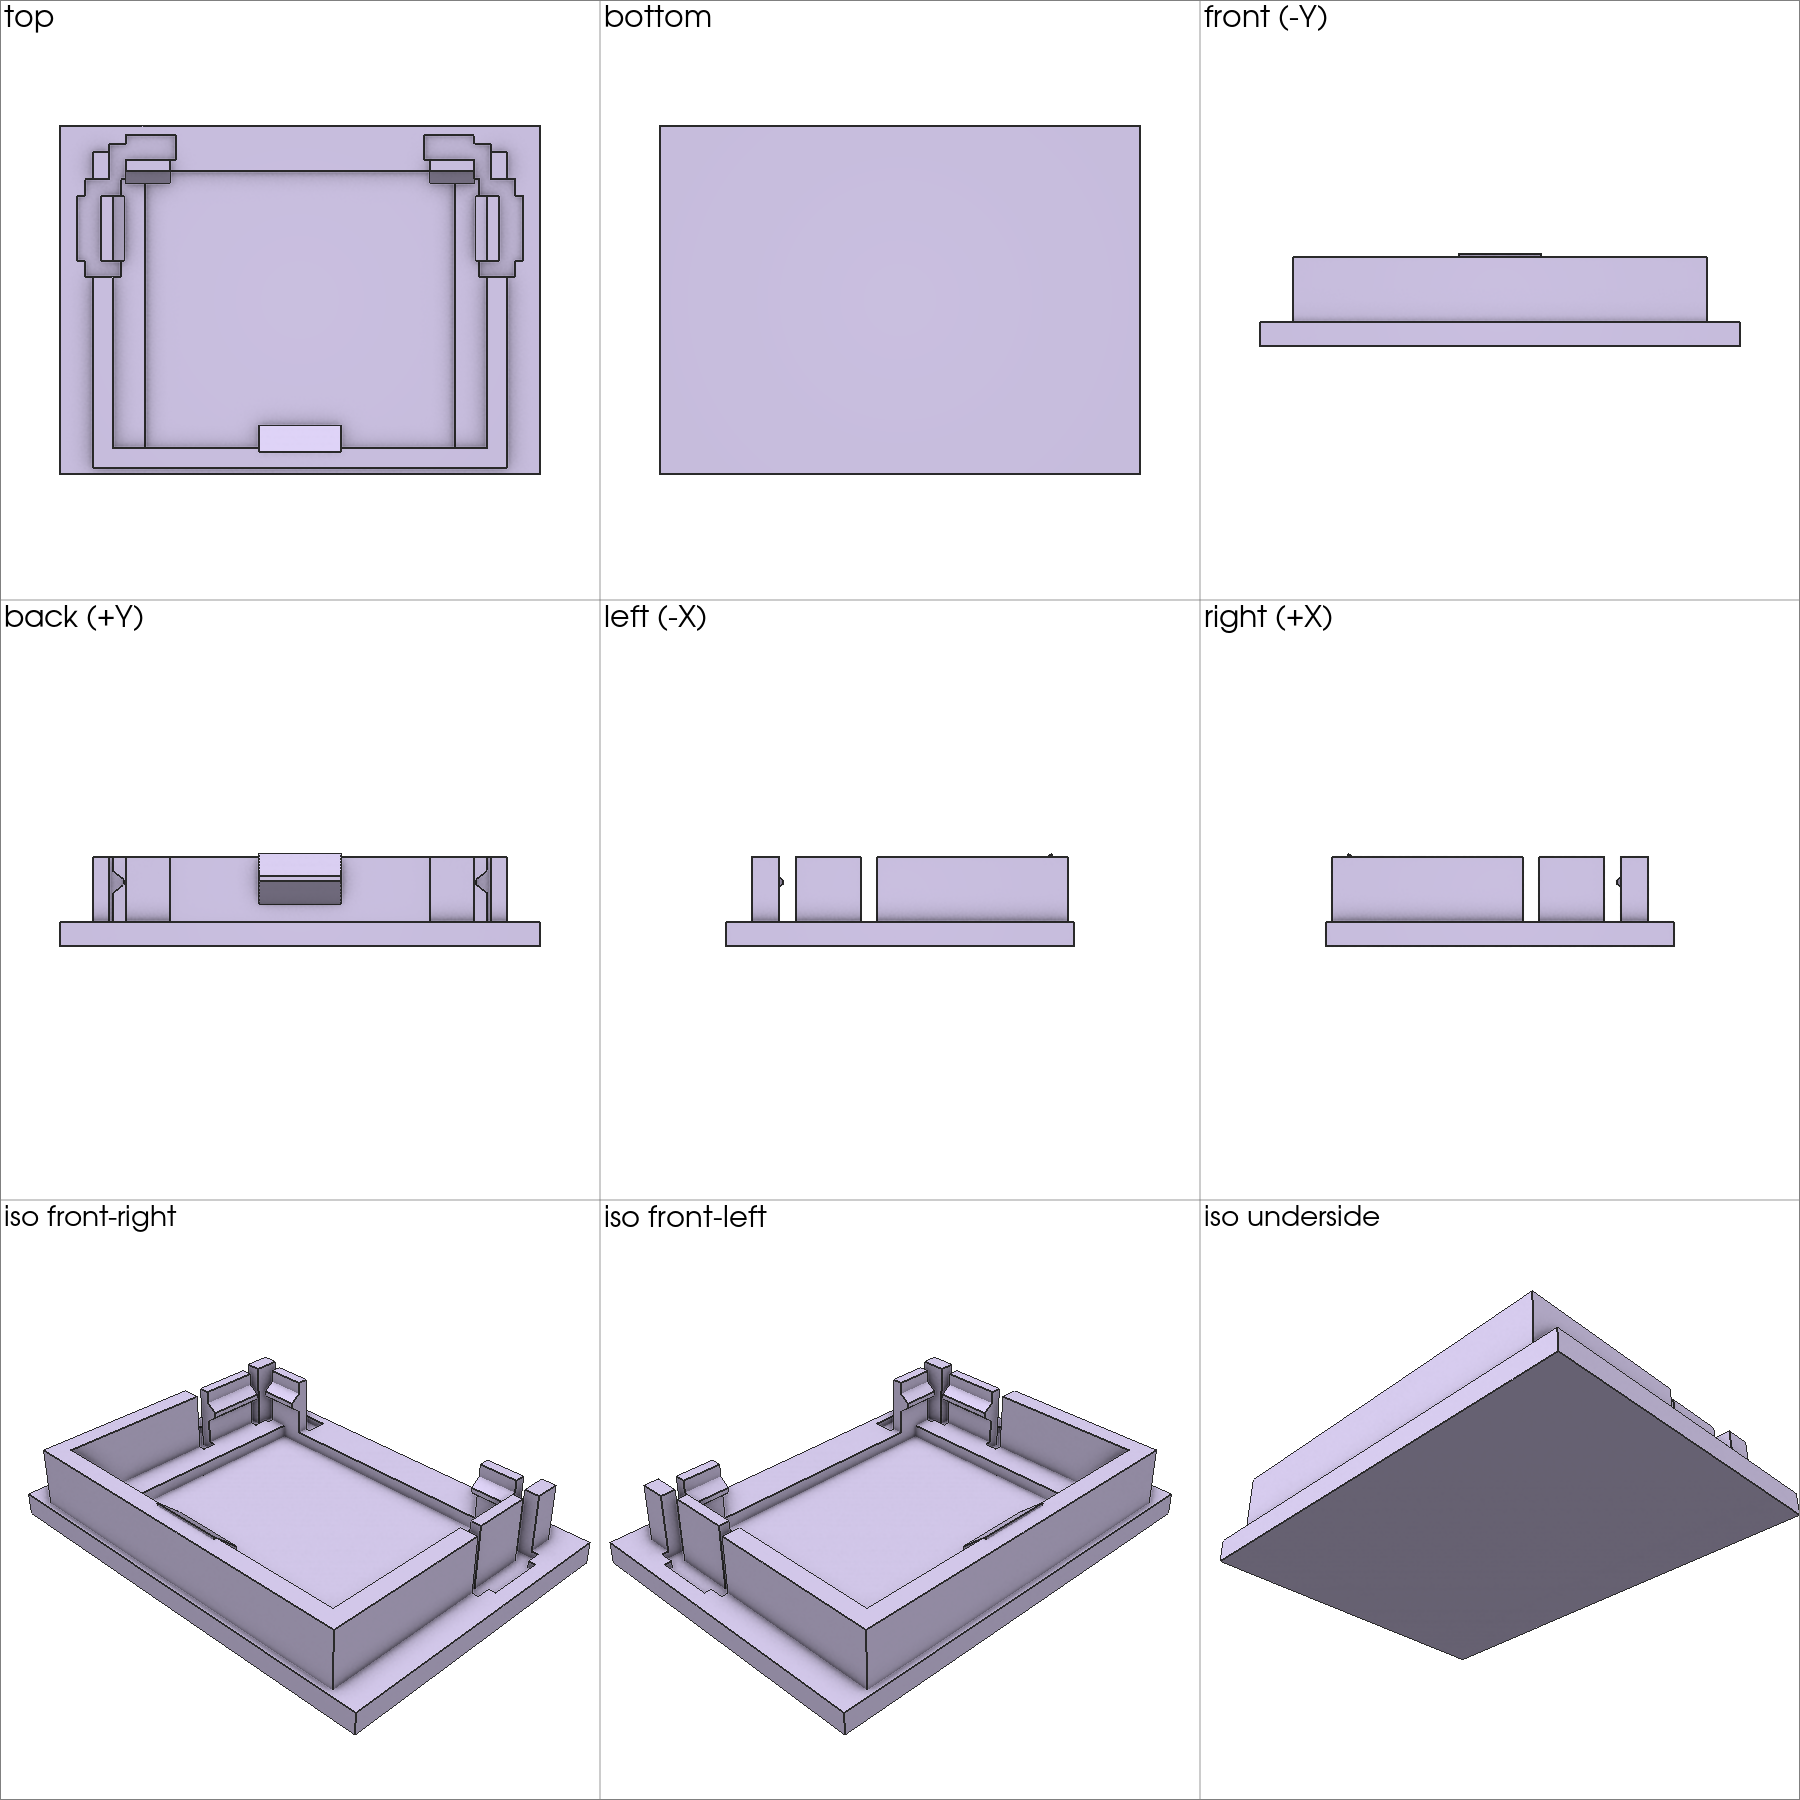 top
bottom
front (-Y)
back (+Y)
left (-X)
right (+X)
iso front-right
iso front-left
iso underside